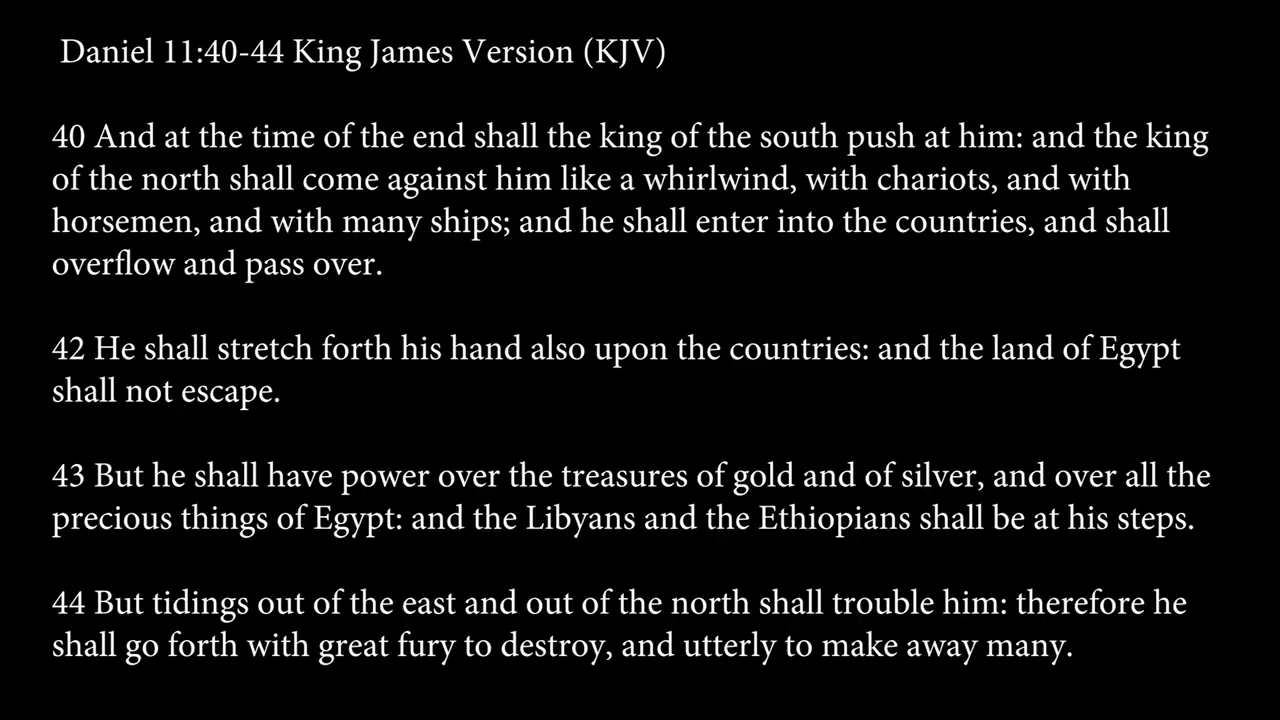 Daniel 11:40-44 King James Version (KJV)
40 And at the time of the end shall the king of the south push at him: and the king
of the north shall come against him like a whirlwind, with chariots, and with
horsemen, and with many ships; and he shall enter into the countries, and shall
overflow and pass over.
42 He shall stretch forth his hand also upon the countries: and the land of Egypt
shall not escape.
43 But he shall have power over the treasures of gold and of silver, and over all the
precious things of Egypt: and the Libyans and the Ethiopians shall be at his steps.
44 But tidings out of the east and out of the north shall trouble him: therefore he
shall go forth with great fury to destroy, and utterly to make away many.